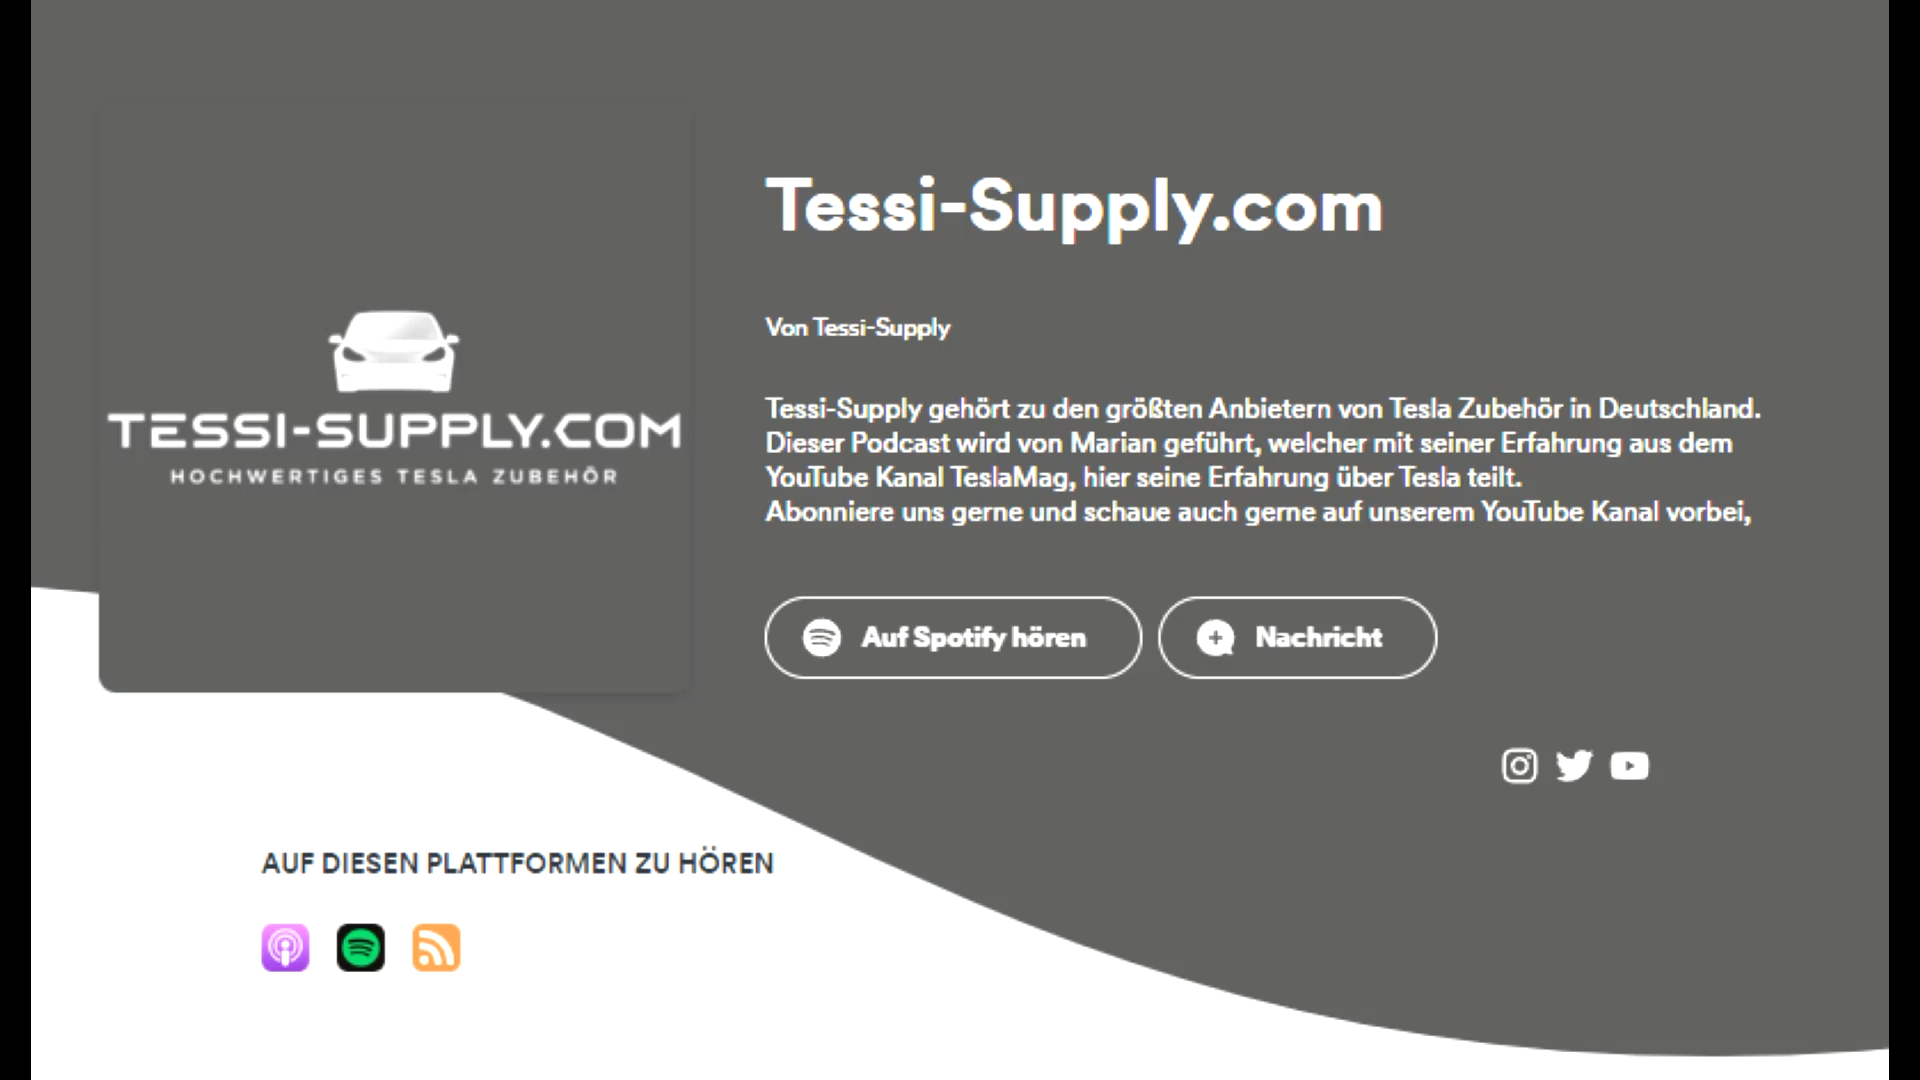 TESSI-SUPPLY.COM
HOCHWERTIGES TESLA ZUBEHÖR
Tessi-Supply.com
Von Tessi-Supply
Tessi-Supply gehört zu den größten Anbietern von Tesla Zubehör in Deutschland.
Dieser Podcast wird von Marian geführt, welcher mit seiner Erfahrung aus dem
YouTube Kanal TeslaMag, hier seine Erfahrung über Tesla teilt.
Abonniere uns gerne und schaue auch gerne auf unserem YouTube Kanal vorbei,
Auf Spotify hören
Nachricht
AUF DIESEN PLATTFORMEN ZU HÖREN